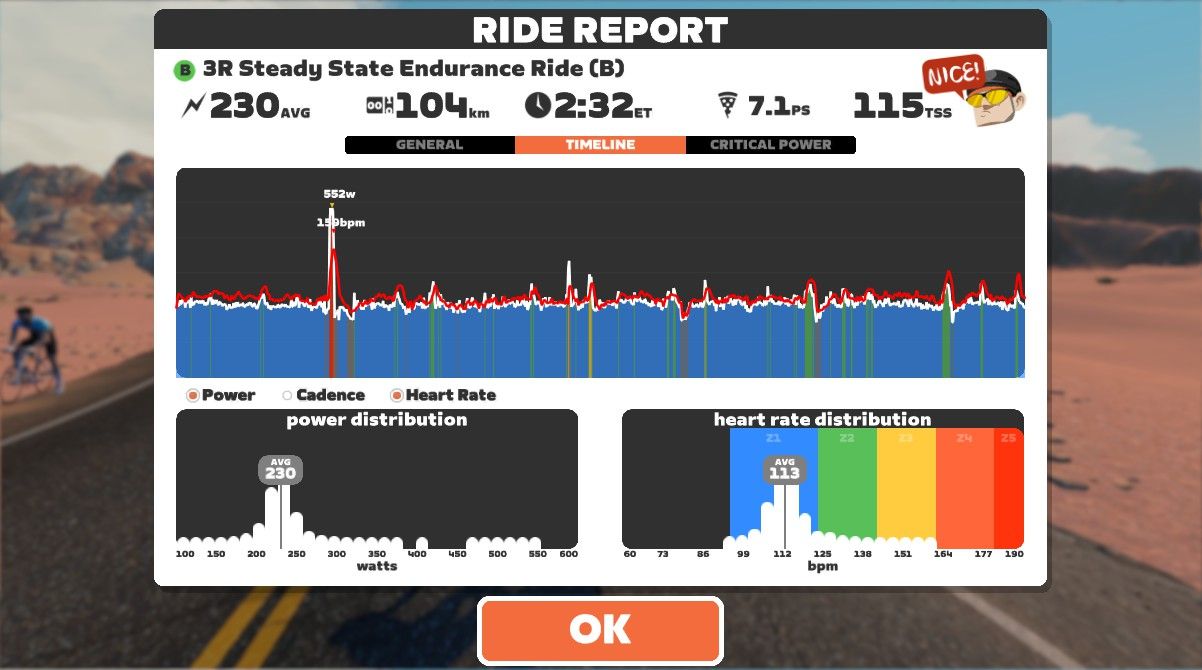 RIDE REPORT
B 3R Steady State Endurance Ride (B)
NICE!
230AVG 104km 2:32ET 7.1PS 115TSS
GENERAL TIMELINE CRITICAL POWER
552w
159bpm
Power Cadence Heart Rate
power distribution
AVG
230
100 150 200 250 300 350 400 450 500 550 600
watts
heart rate distribution
Z1 Z2 Z3 Z4 Z5
AVG
113
60 73 86 99 112 125 138 151 164 177 190
bpm
OK